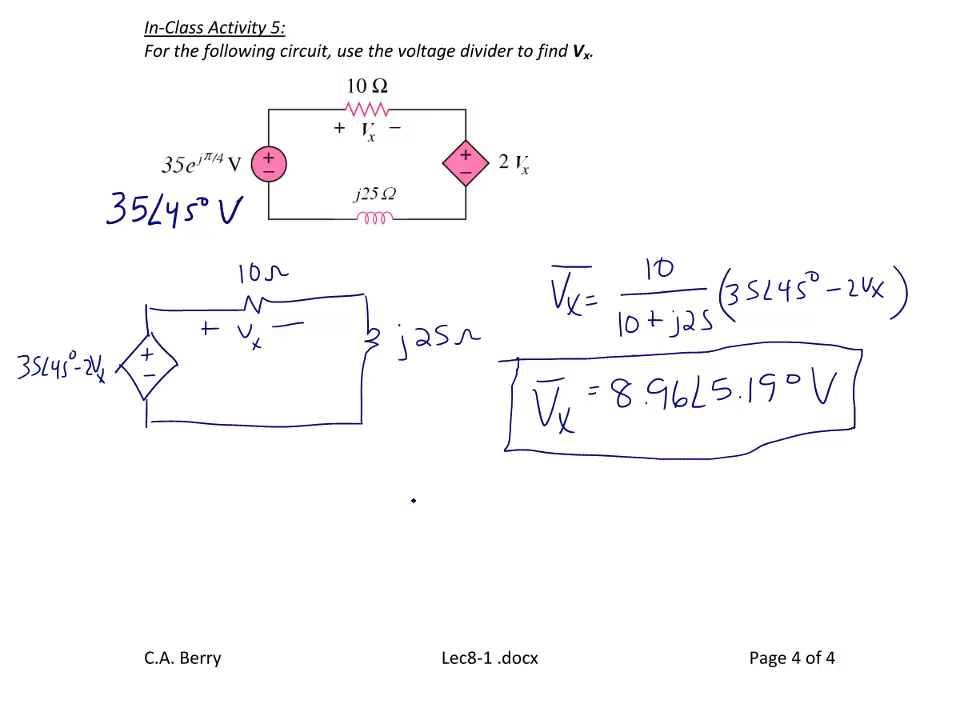 In-Class Activity 5:
For the following circuit, use the voltage divider to find Vx.
10 Ω
+ Vx −
35e^jπ/4 V
+
−
+
−
2 Vx
j25 Ω
35∠45° V
10Ω
+ Vx −
35∠45° − 2Vx
+
−
j25Ω
Vx = 10 / (10 + j25) (35∠45° − 2Vx)
Vx = 8.96∠5.19° V
C.A. Berry Lec8-1 .docx Page 4 of 4